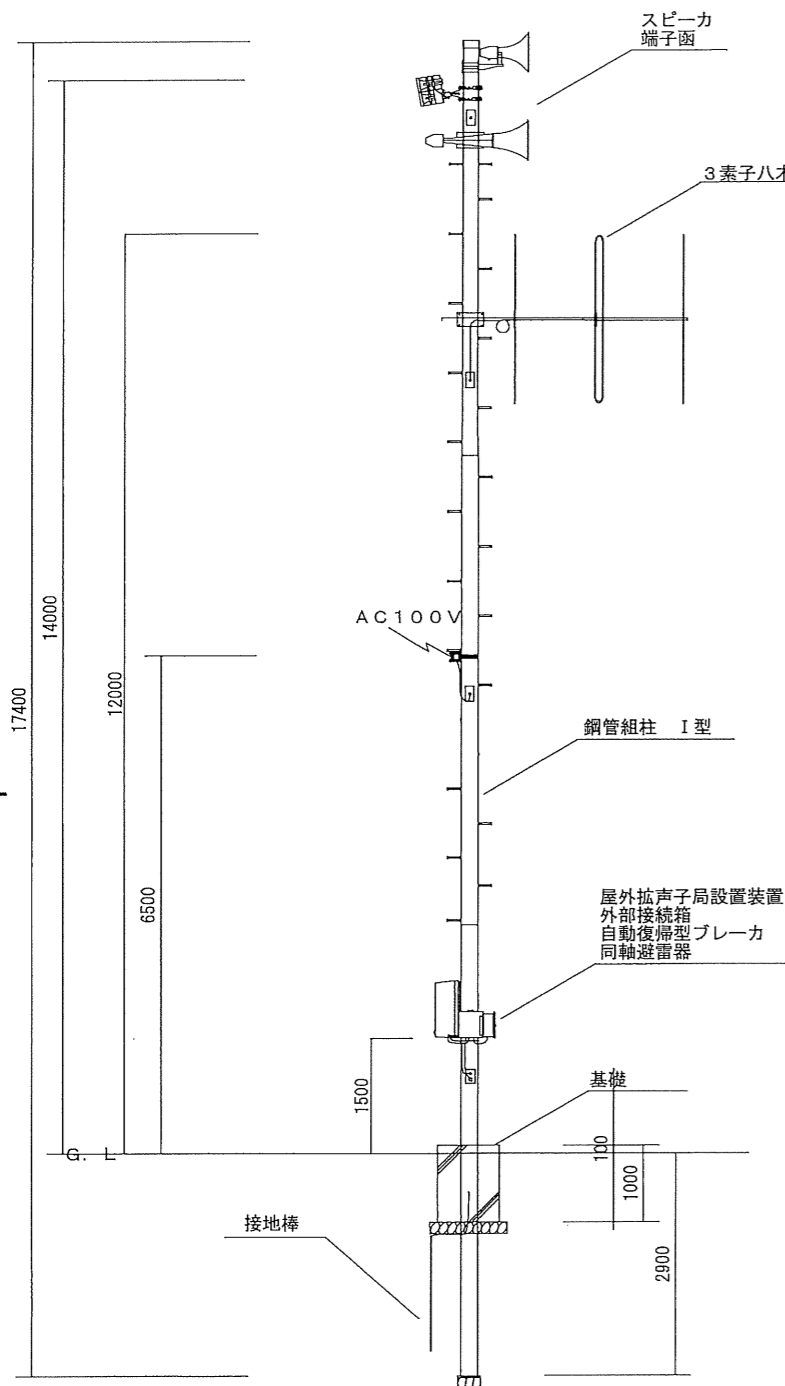 スピーカ
端子函
3素子八木
AC100V
鋼管組柱 I型
屋外拡声子局設置装置
外部接続箱
自動復帰型ブレーカ
同軸避雷器
基礎
接地棒
G. L
17400
14000
12000
6500
1500
100
1000
2900